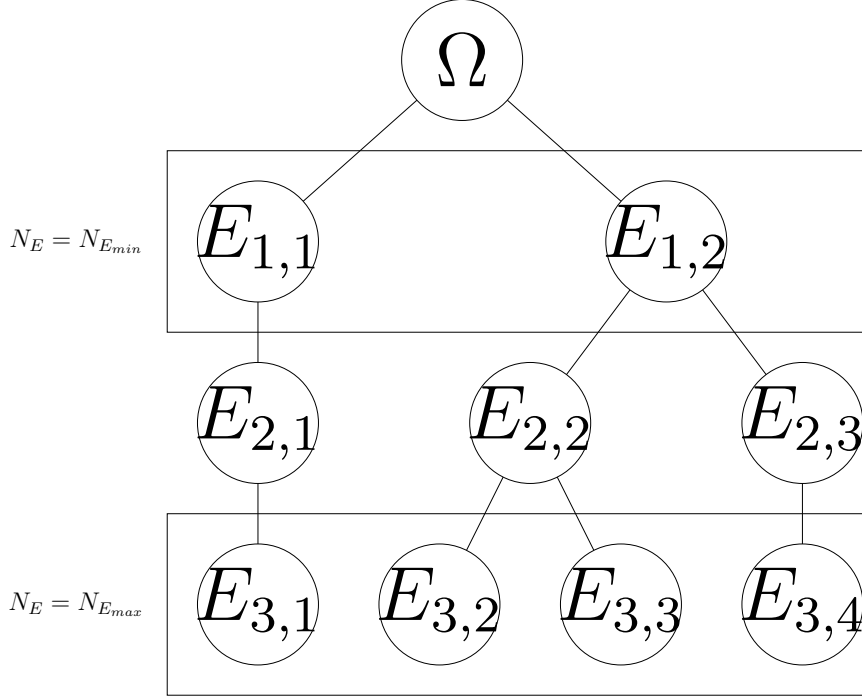 Ω
N_E = N_{E_{min}} E_{1,1} E_{1,2}
E_{2,1} E_{2,2} E_{2,3}
N_E = N_{E_{max}} E_{3,1} E_{3,2} E_{3,3} E_{3,4}